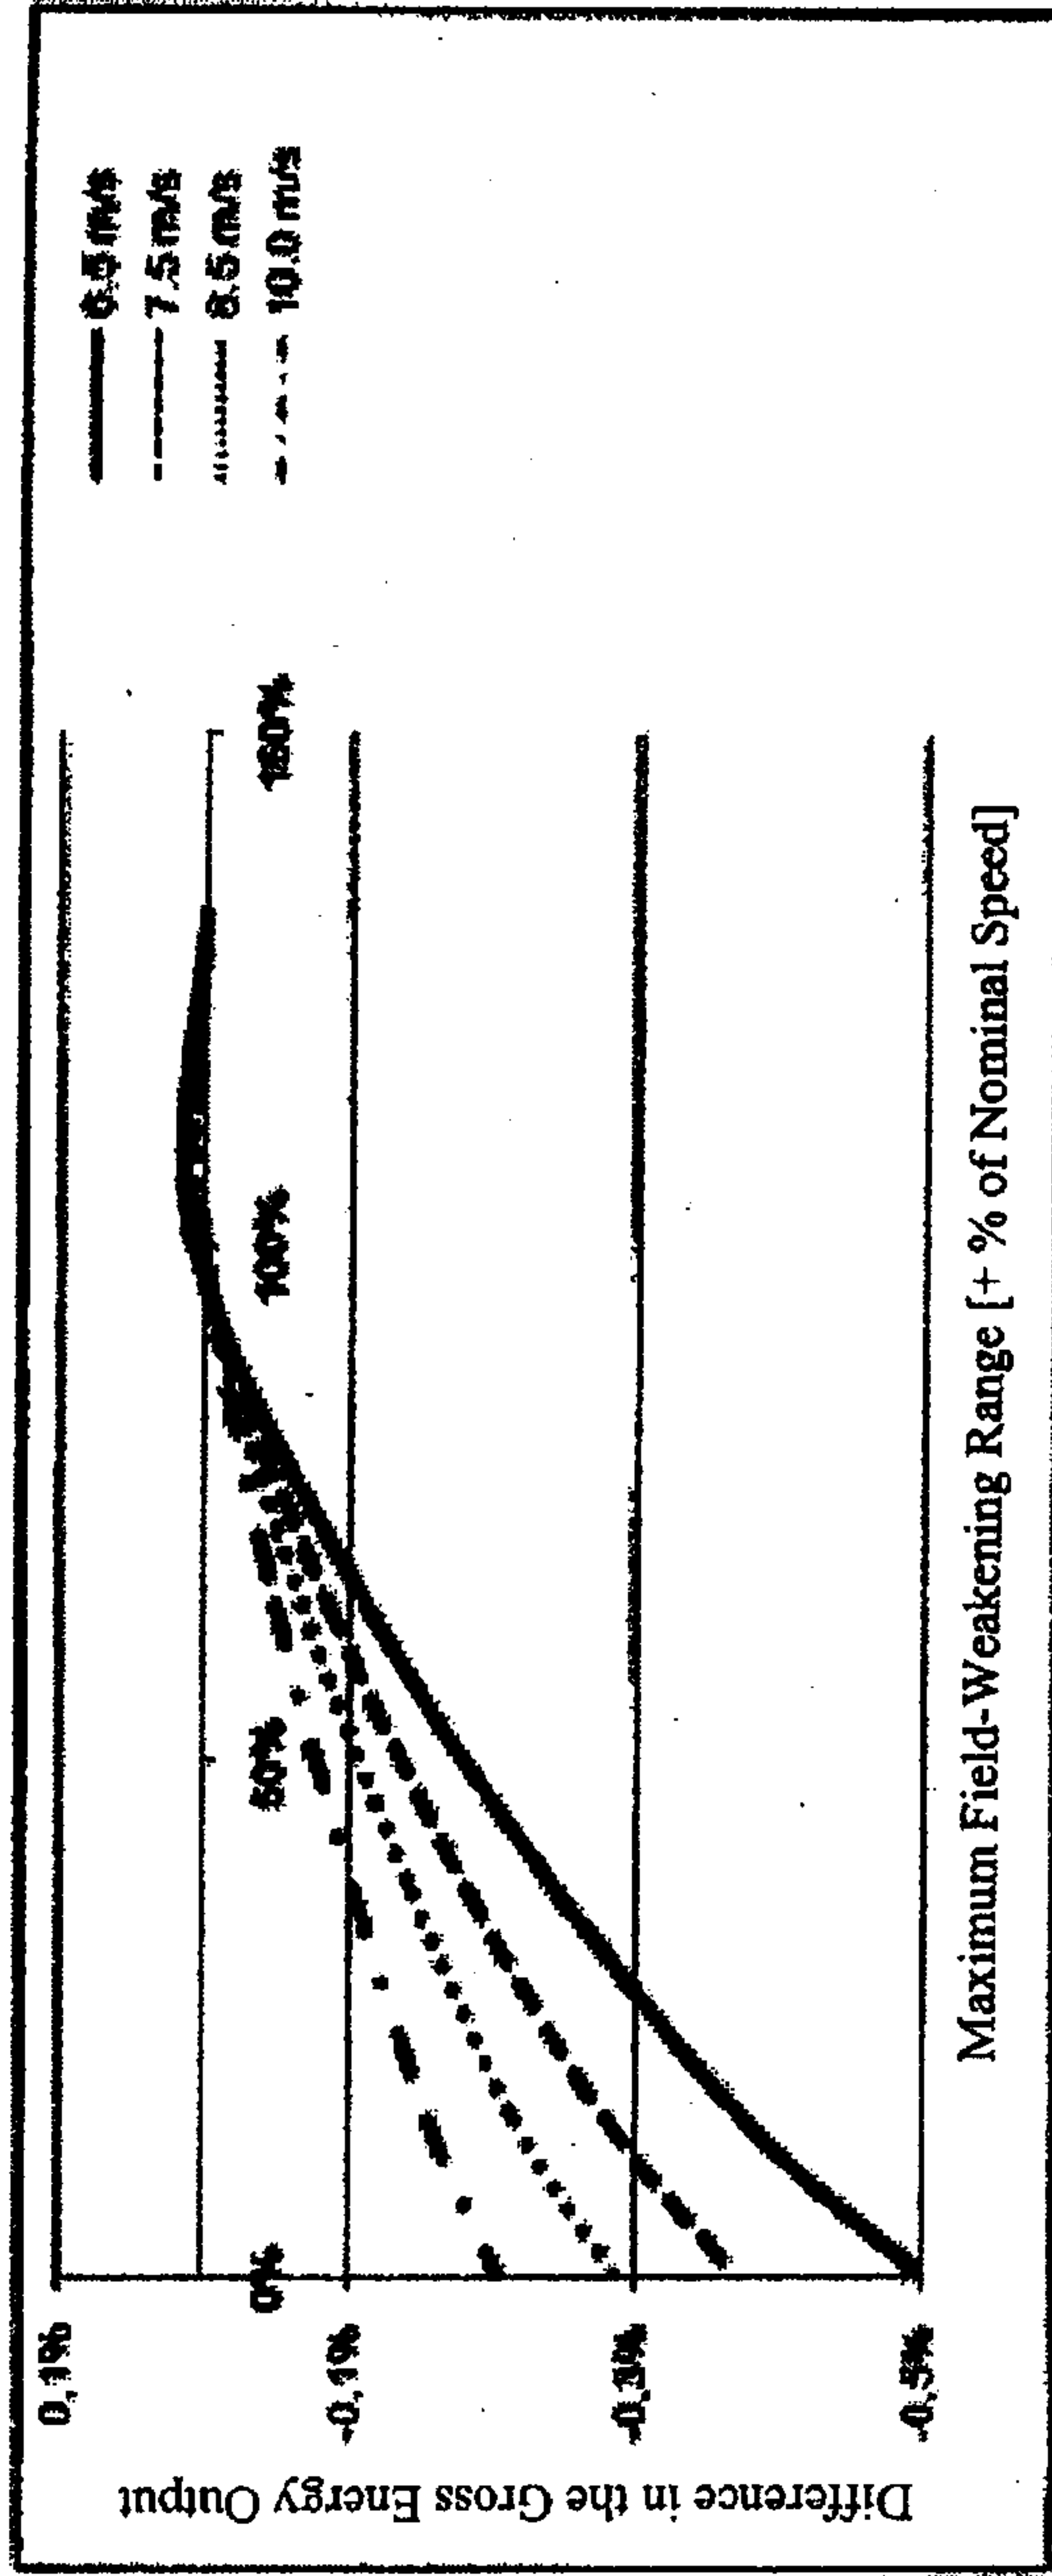 Difference in the Gross Energy Output
0,1%
-0,1%
-0,3%
-0,5%
0%
50%
100%
150%
6.5 m/s
7.5 m/s
8.5 m/s
10.0 m/s
Maximum Field-Weakening Range [+ % of Nominal Speed]